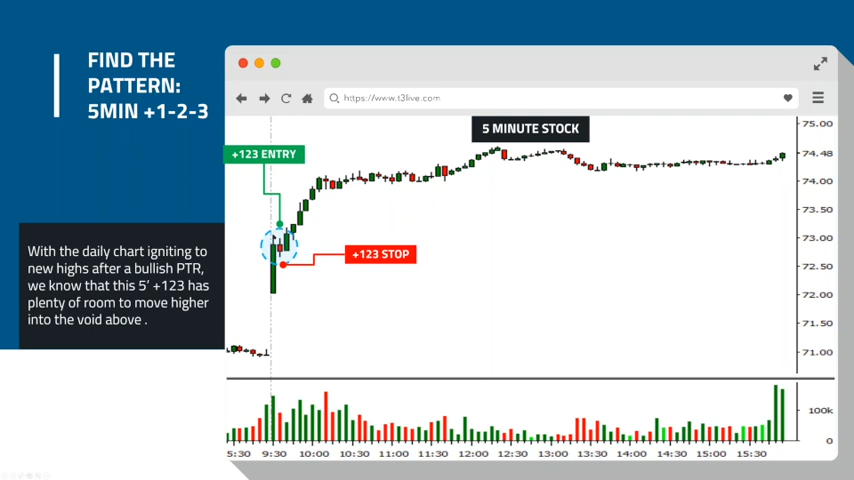 FIND THE
PATTERN:
5MIN +1-2-3
With the daily chart igniting to
new highs after a bullish PTR,
we know that this 5’ +123 has
plenty of room to move higher
into the void above .
https://www.t3live.com
5 MINUTE STOCK
+123 ENTRY
+123 STOP
75.00
74.48
74.00
73.50
73.00
72.50
72.00
71.50
71.00
100k
0
5:30 9:30 10:00 10:30 11:00 11:30 12:00 12:30 13:00 13:30 14:00 14:30 15:00 15:30